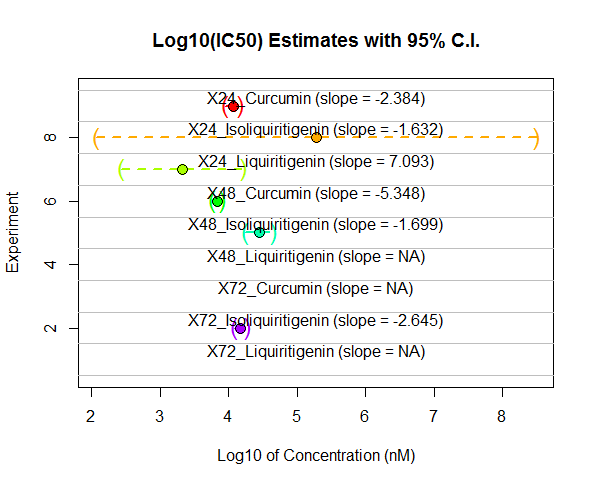 Log10(IC50) Estimates with 95% C.I.
X24_Curcumin (slope = -2.384)
X24_Isoliquiritigenin (slope = -1.632)
X24_Liquiritigenin (slope = 7.093)
X48_Curcumin (slope = -5.348)
X48_Isoliquiritigenin (slope = -1.699)
X48_Liquiritigenin (slope = NA)
X72_Curcumin (slope = NA)
X72_Isoliquiritigenin (slope = -2.645)
X72_Liquiritigenin (slope = NA)
8
6
4
2
Experiment
2 3 4 5 6 7 8
Log10 of Concentration (nM)